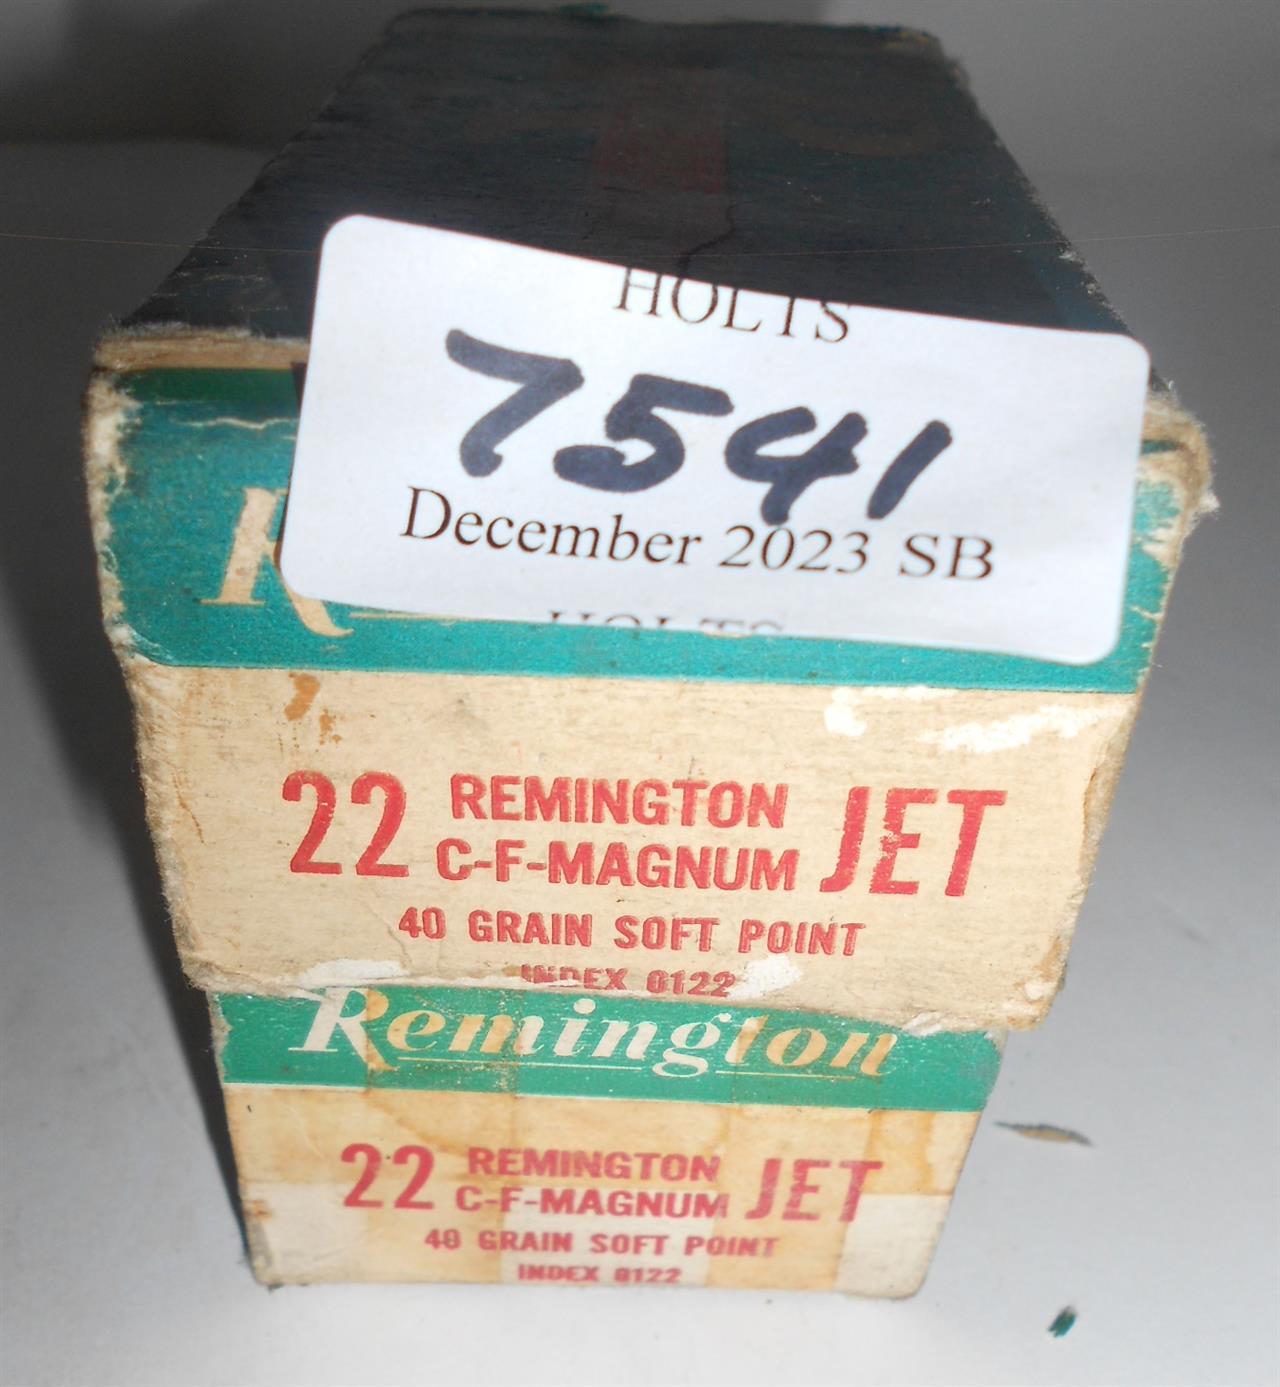 HOLTS
7541
December 2023 SB
HOLTS
R
22 REMINGTON C-F-MAGNUM JET
40 GRAIN SOFT POINT
INDEX 0122
Remington
22 REMINGTON C-F-MAGNUM JET
40 GRAIN SOFT POINT
INDEX 0122